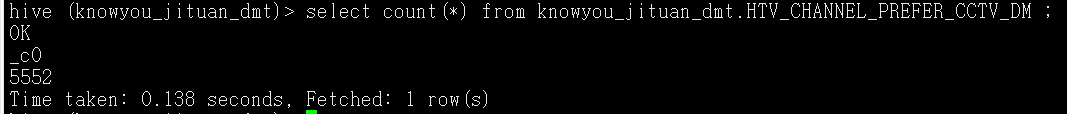 hive (knowyou_jituan_dmt)> select count(*) from knowyou_jituan_dmt.HTV_CHANNEL_PREFER_CCTV_DM ;
OK
_c0
5552
Time taken: 0.138 seconds, Fetched: 1 row(s)